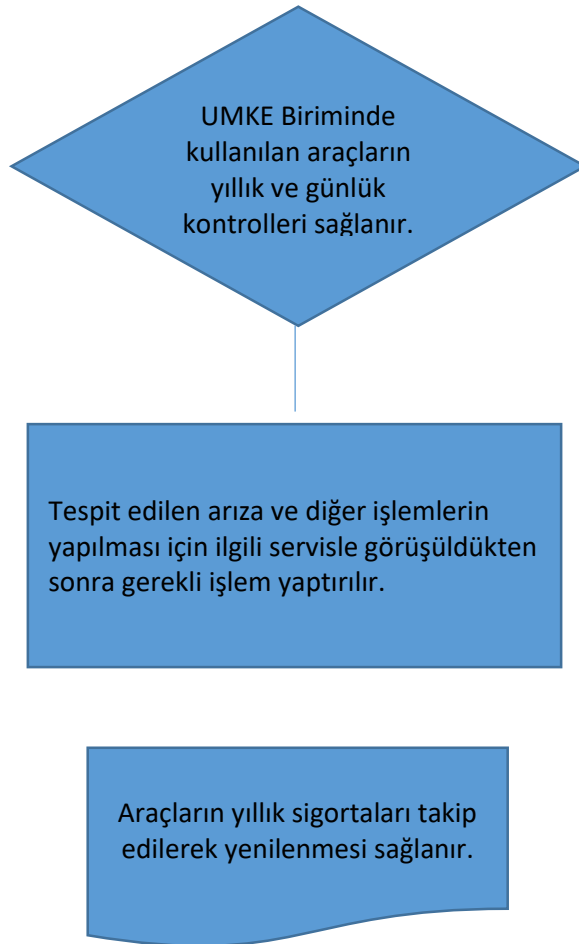 UMKE Biriminde
kullanılan araçların
yıllık ve günlük
kontrolleri sağlanır.
Tespit edilen arıza ve diğer işlemlerin
yapılması için ilgili servisle görüşüldükten
sonra gerekli işlem yaptırılır.
Araçların yıllık sigortaları takip
edilerek yenilenmesi sağlanır.